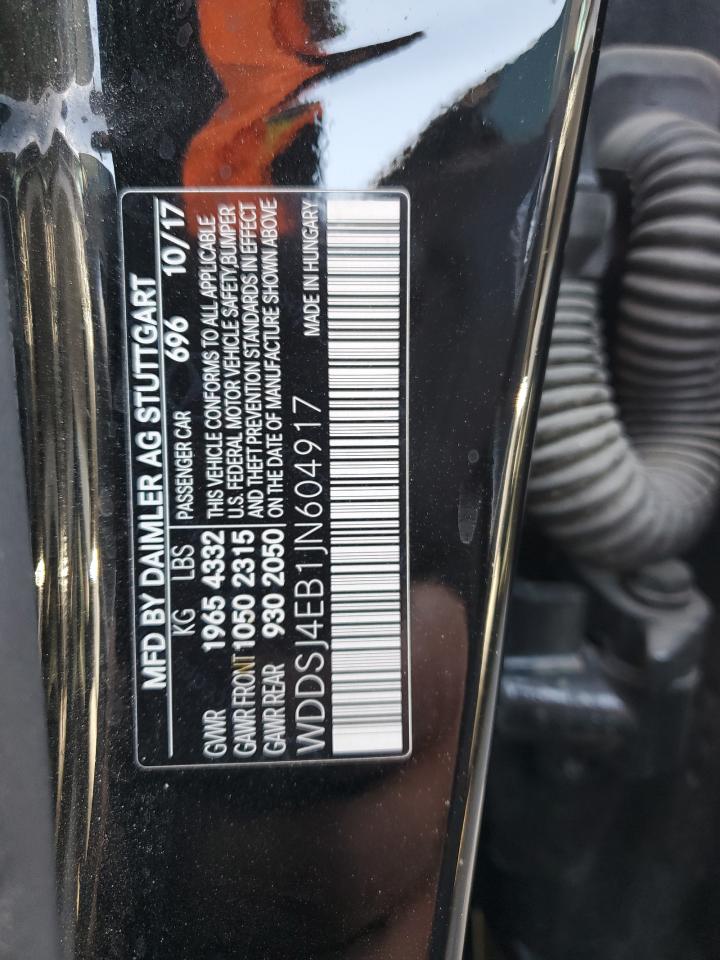 MFD BY DAIMLER AG STUTTGART
KG LBS PASSENGER CAR 696 10/17
GVWR 1965 4332 THIS VEHICLE CONFORMS TO ALL APPLICABLE
GAWR FRONT 1050 2315 U.S. FEDERAL MOTOR VEHICLE SAFETY, BUMPER
GAWR REAR 930 2050 AND THEFT PREVENTION STANDARDS IN EFFECT
ON THE DATE OF MANUFACTURE SHOWN ABOVE
WDDSJ4EB1JN604917 MADE IN HUNGARY